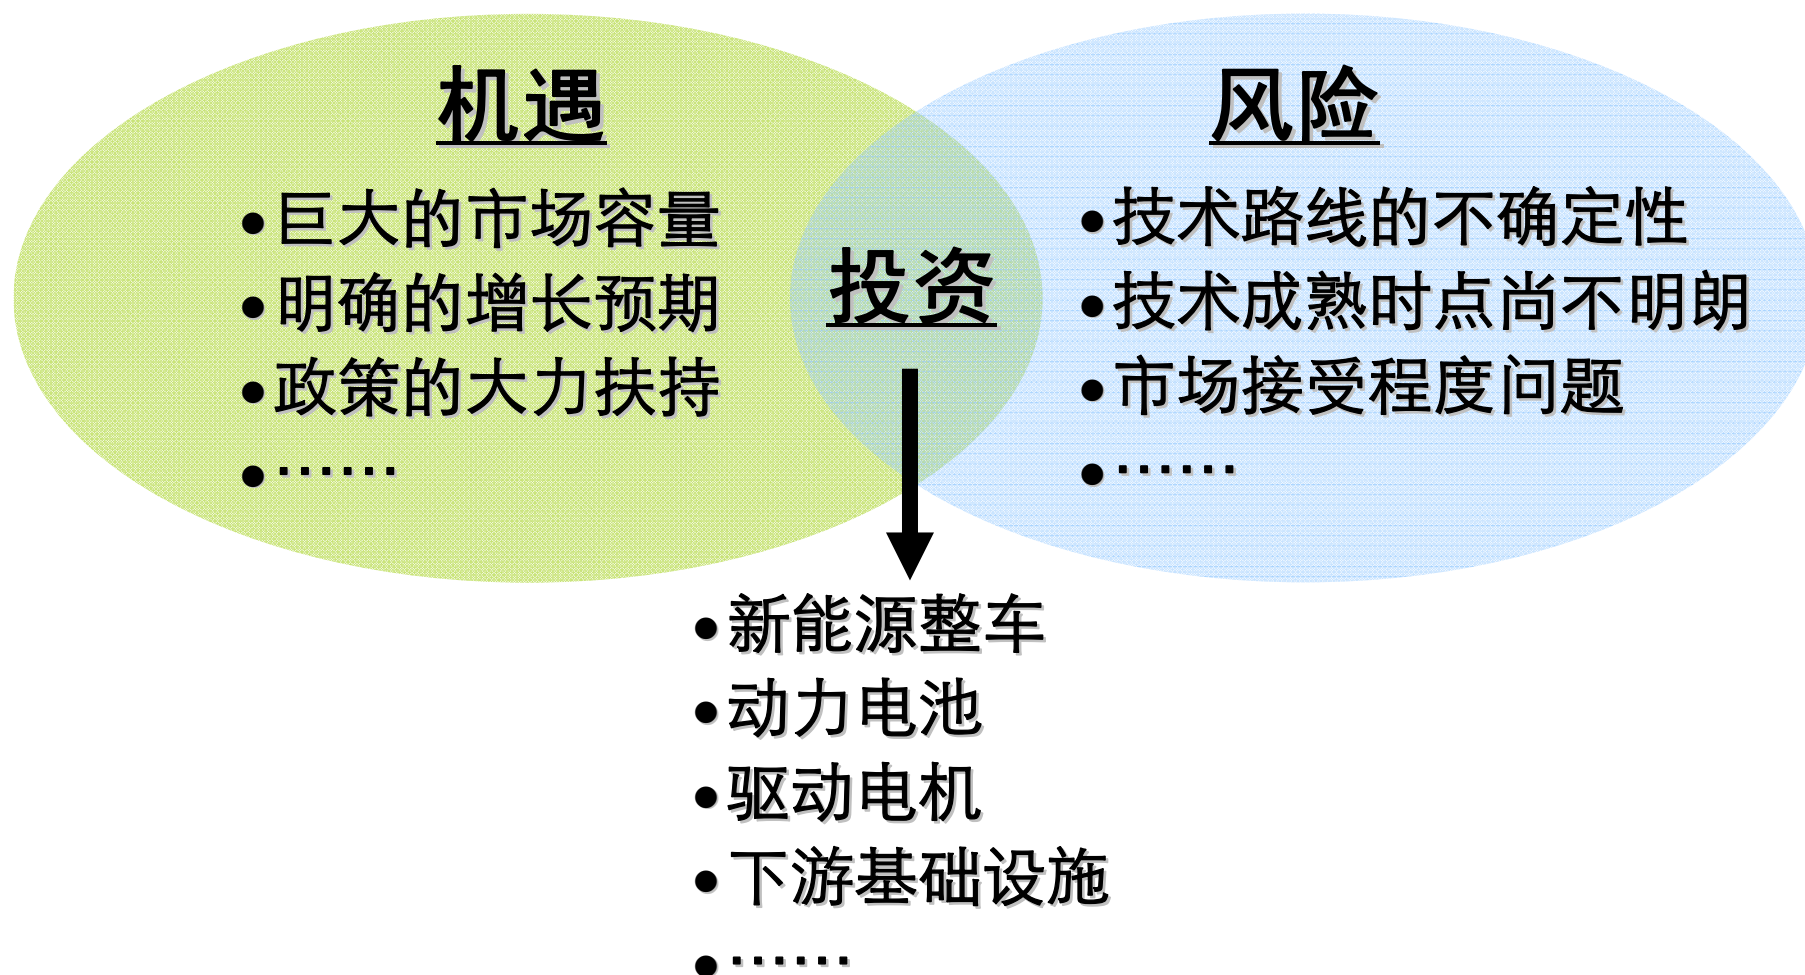 机遇
•巨大的市场容量
•明确的增长预期
•政策的大力扶持
•……
投资
风险
•技术路线的不确定性
•技术成熟时点尚不明朗
•市场接受程度问题
•……
•新能源整车
•动力电池
•驱动电机
•下游基础设施
•……